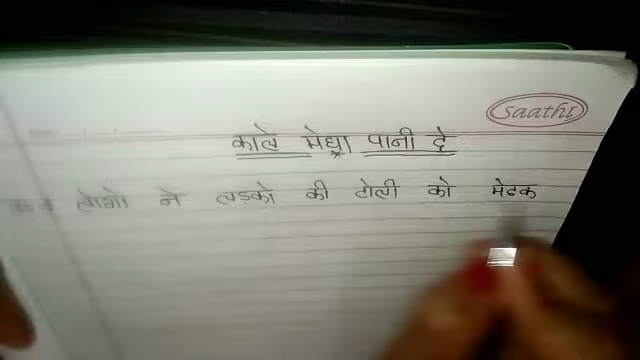 Saathi
काले मेघा पानी दे
लोगो ने लड़को की टोली को मेढक